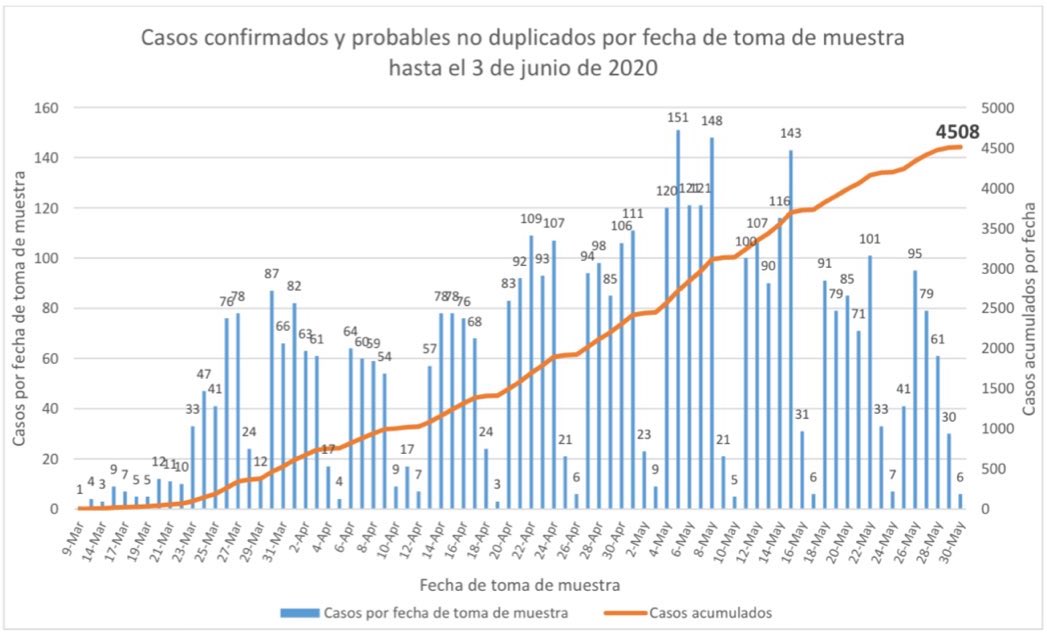 Casos confirmados y probables no duplicados por fecha de toma de muestra
hasta el 3 de junio de 2020
Casos por fecha de toma de muestra
160
140
120
100
80
60
40
20
0
1 4 3 9 7 5 5 12 11 10 33 47 41 76 78 24 12 87 66 82 63 61 17 4 64 60 59 54 9 17 7 57 78 78 76 68 24 3 83 92 109 93 107 21 6 94 98 85 106 111 23 9 120 151 121 121 148 21 5 100 107 90 116 143 31 6 91 79 85 71 101 33 7 41 95 79 61 30 6
4508
5000
4500
4000
3500
3000
2500
2000
1500
1000
500
0
Casos acumulados por fecha
9-Mar 14-Mar 17-Mar 19-Mar 21-Mar 23-Mar 25-Mar 27-Mar 29-Mar 31-Mar 2-Apr 4-Apr 6-Apr 8-Apr 10-Apr 12-Apr 14-Apr 16-Apr 18-Apr 20-Apr 22-Apr 24-Apr 26-Apr 28-Apr 30-Apr 2-May 4-May 6-May 8-May 10-May 12-May 14-May 16-May 18-May 20-May 22-May 24-May 26-May 28-May 30-May
Fecha de toma de muestra
Casos por fecha de toma de muestra Casos acumulados